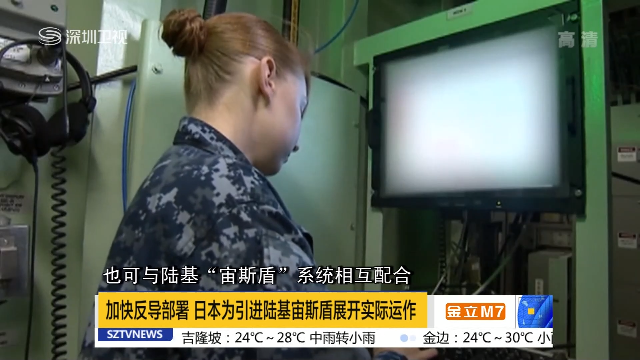 深圳卫视
高清
也可与陆基“宙斯盾”系统相互配合
加快反导部署 日本为引进陆基宙斯盾展开实际运作
金立M7
SZTVNEWS
吉隆坡：24℃～28℃ 中雨转小雨
金边：24℃～30℃ 小